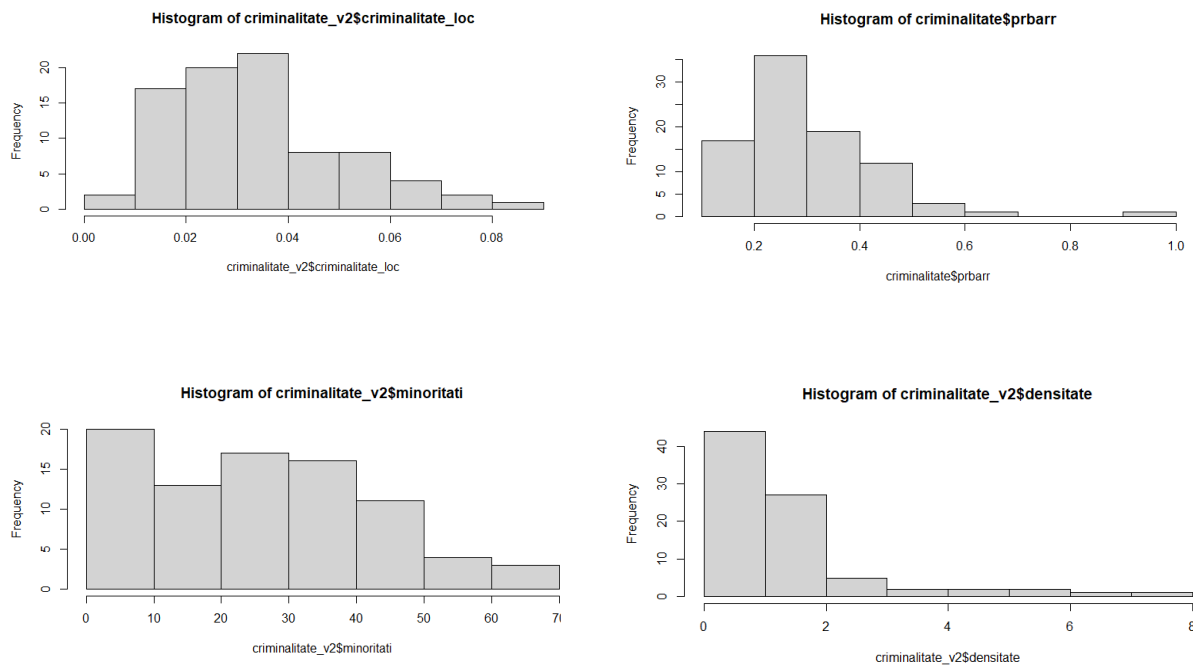 Histogram of criminalitate_v2$criminalitate_loc
Frequency
0 5 10 15 20
0.00 0.02 0.04 0.06 0.08
criminalitate_v2$criminalitate_loc
Histogram of criminalitate$prbarr
Frequency
0 5 10 20 30
0.2 0.4 0.6 0.8 1.0
criminalitate$prbarr
Histogram of criminalitate_v2$minoritati
Frequency
0 5 10 15 20
0 10 20 30 40 50 60
criminalitate_v2$minoritati
Histogram of criminalitate_v2$densitate
Frequency
0 10 20 30 40
0 2 4 6 8
criminalitate_v2$densitate